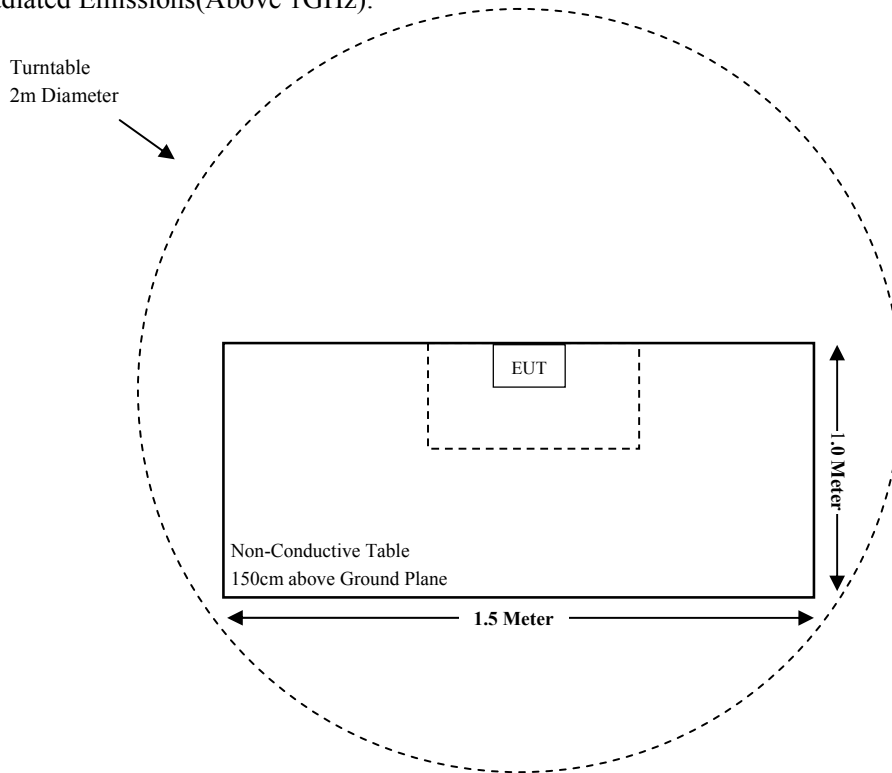 Emissions(Above 1GHz):
Turntable
2m Diameter
EUT
1.0 Meter
Non-Conductive Table
150cm above Ground Plane
1.5 Meter